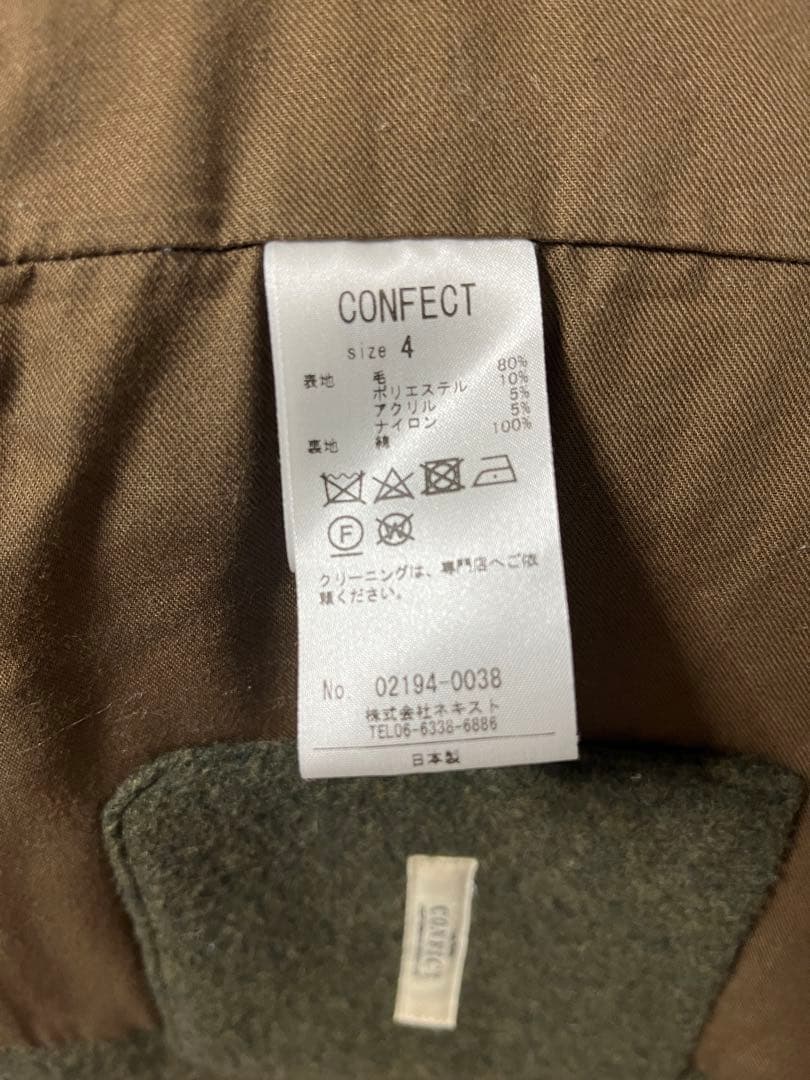 CONFECT
size 4
表地 毛 80%
ポリエステル 10%
アクリル 5%
ナイロン 5%
裏地 綿 100%
F W
クリーニングは、専門店へご依
頼ください。
No. 02194-0038
株式会社ネキスト
TEL06-6338-6886
日本製